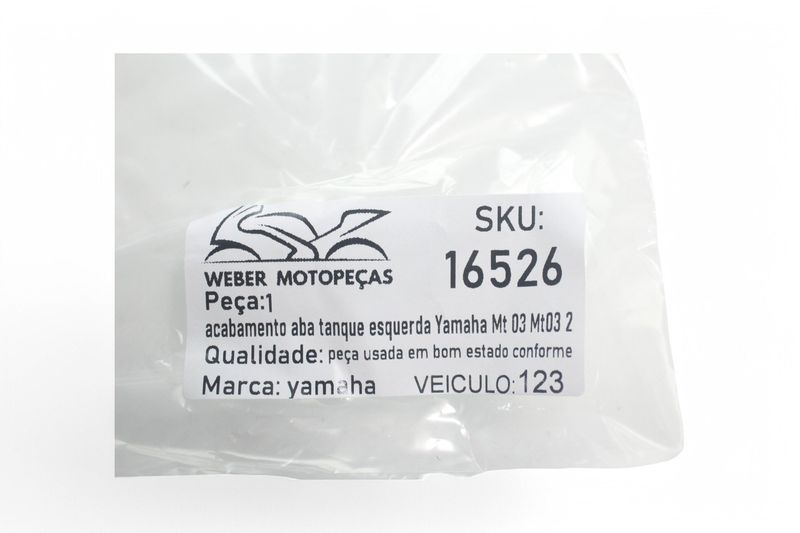 SKU:
16526
WEBER MOTOPEÇAS
Peça:1
acabamento aba tanque esquerda Yamaha Mt 03 Mt03 2
Qualidade: peça usada em bom estado conforme
Marca: yamaha VEICULO:123